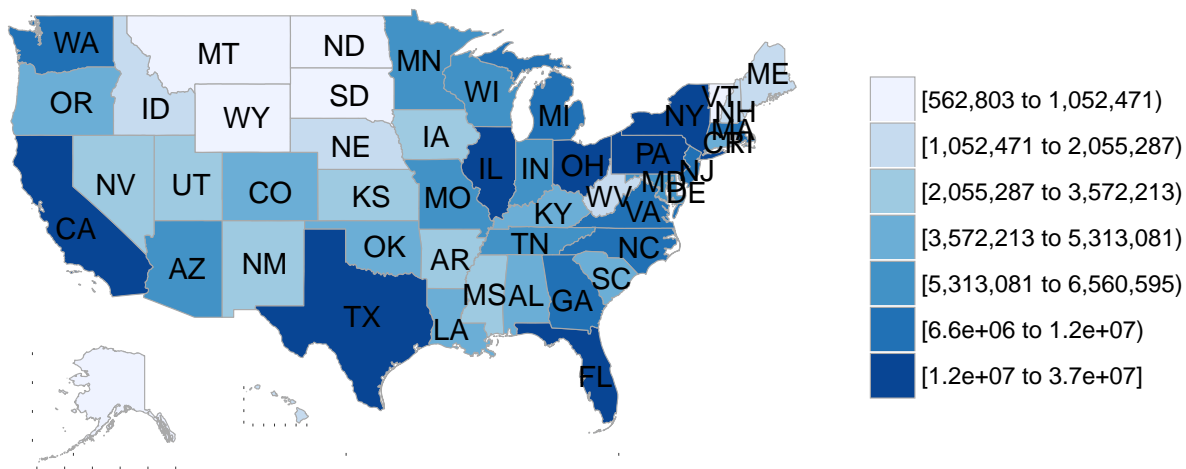 WA
MT
ND
MN
ME
OR
ID
SD
WI
VT
NH
WY
MI
NY
MA
CT
RI
NE
IA
PA
NJ
NV
UT
CO
KS
MO
IL
IN
OH
WV
MD
DE
VA
KY
CA
AZ
NM
OK
AR
TN
NC
SC
TX
LA
MS
AL
GA
FL
[562,803 to 1,052,471)
[1,052,471 to 2,055,287)
[2,055,287 to 3,572,213)
[3,572,213 to 5,313,081)
[5,313,081 to 6,560,595)
[6.6e+06 to 1.2e+07)
[1.2e+07 to 3.7e+07]